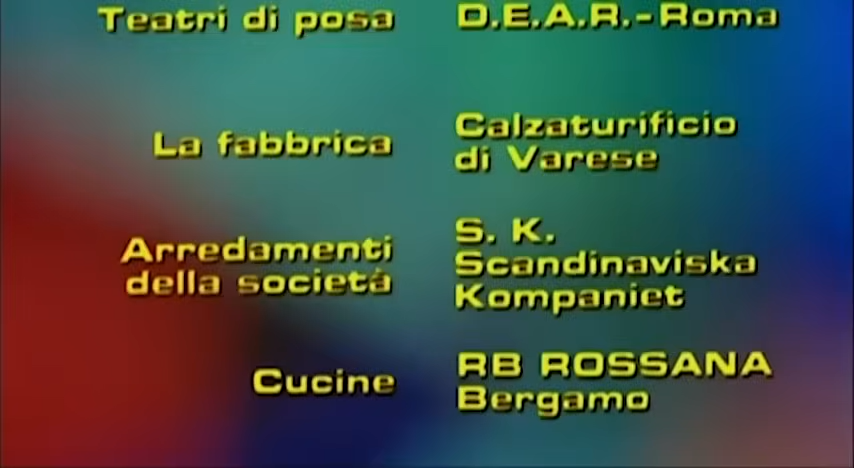 Teatri di posa D.E.A.R.-Roma
La fabbrica Calzaturificio
di Varese
Arredamenti
della società
S. K.
Scandinaviska
Kompaniet
Cucine RB ROSSANA
Bergamo